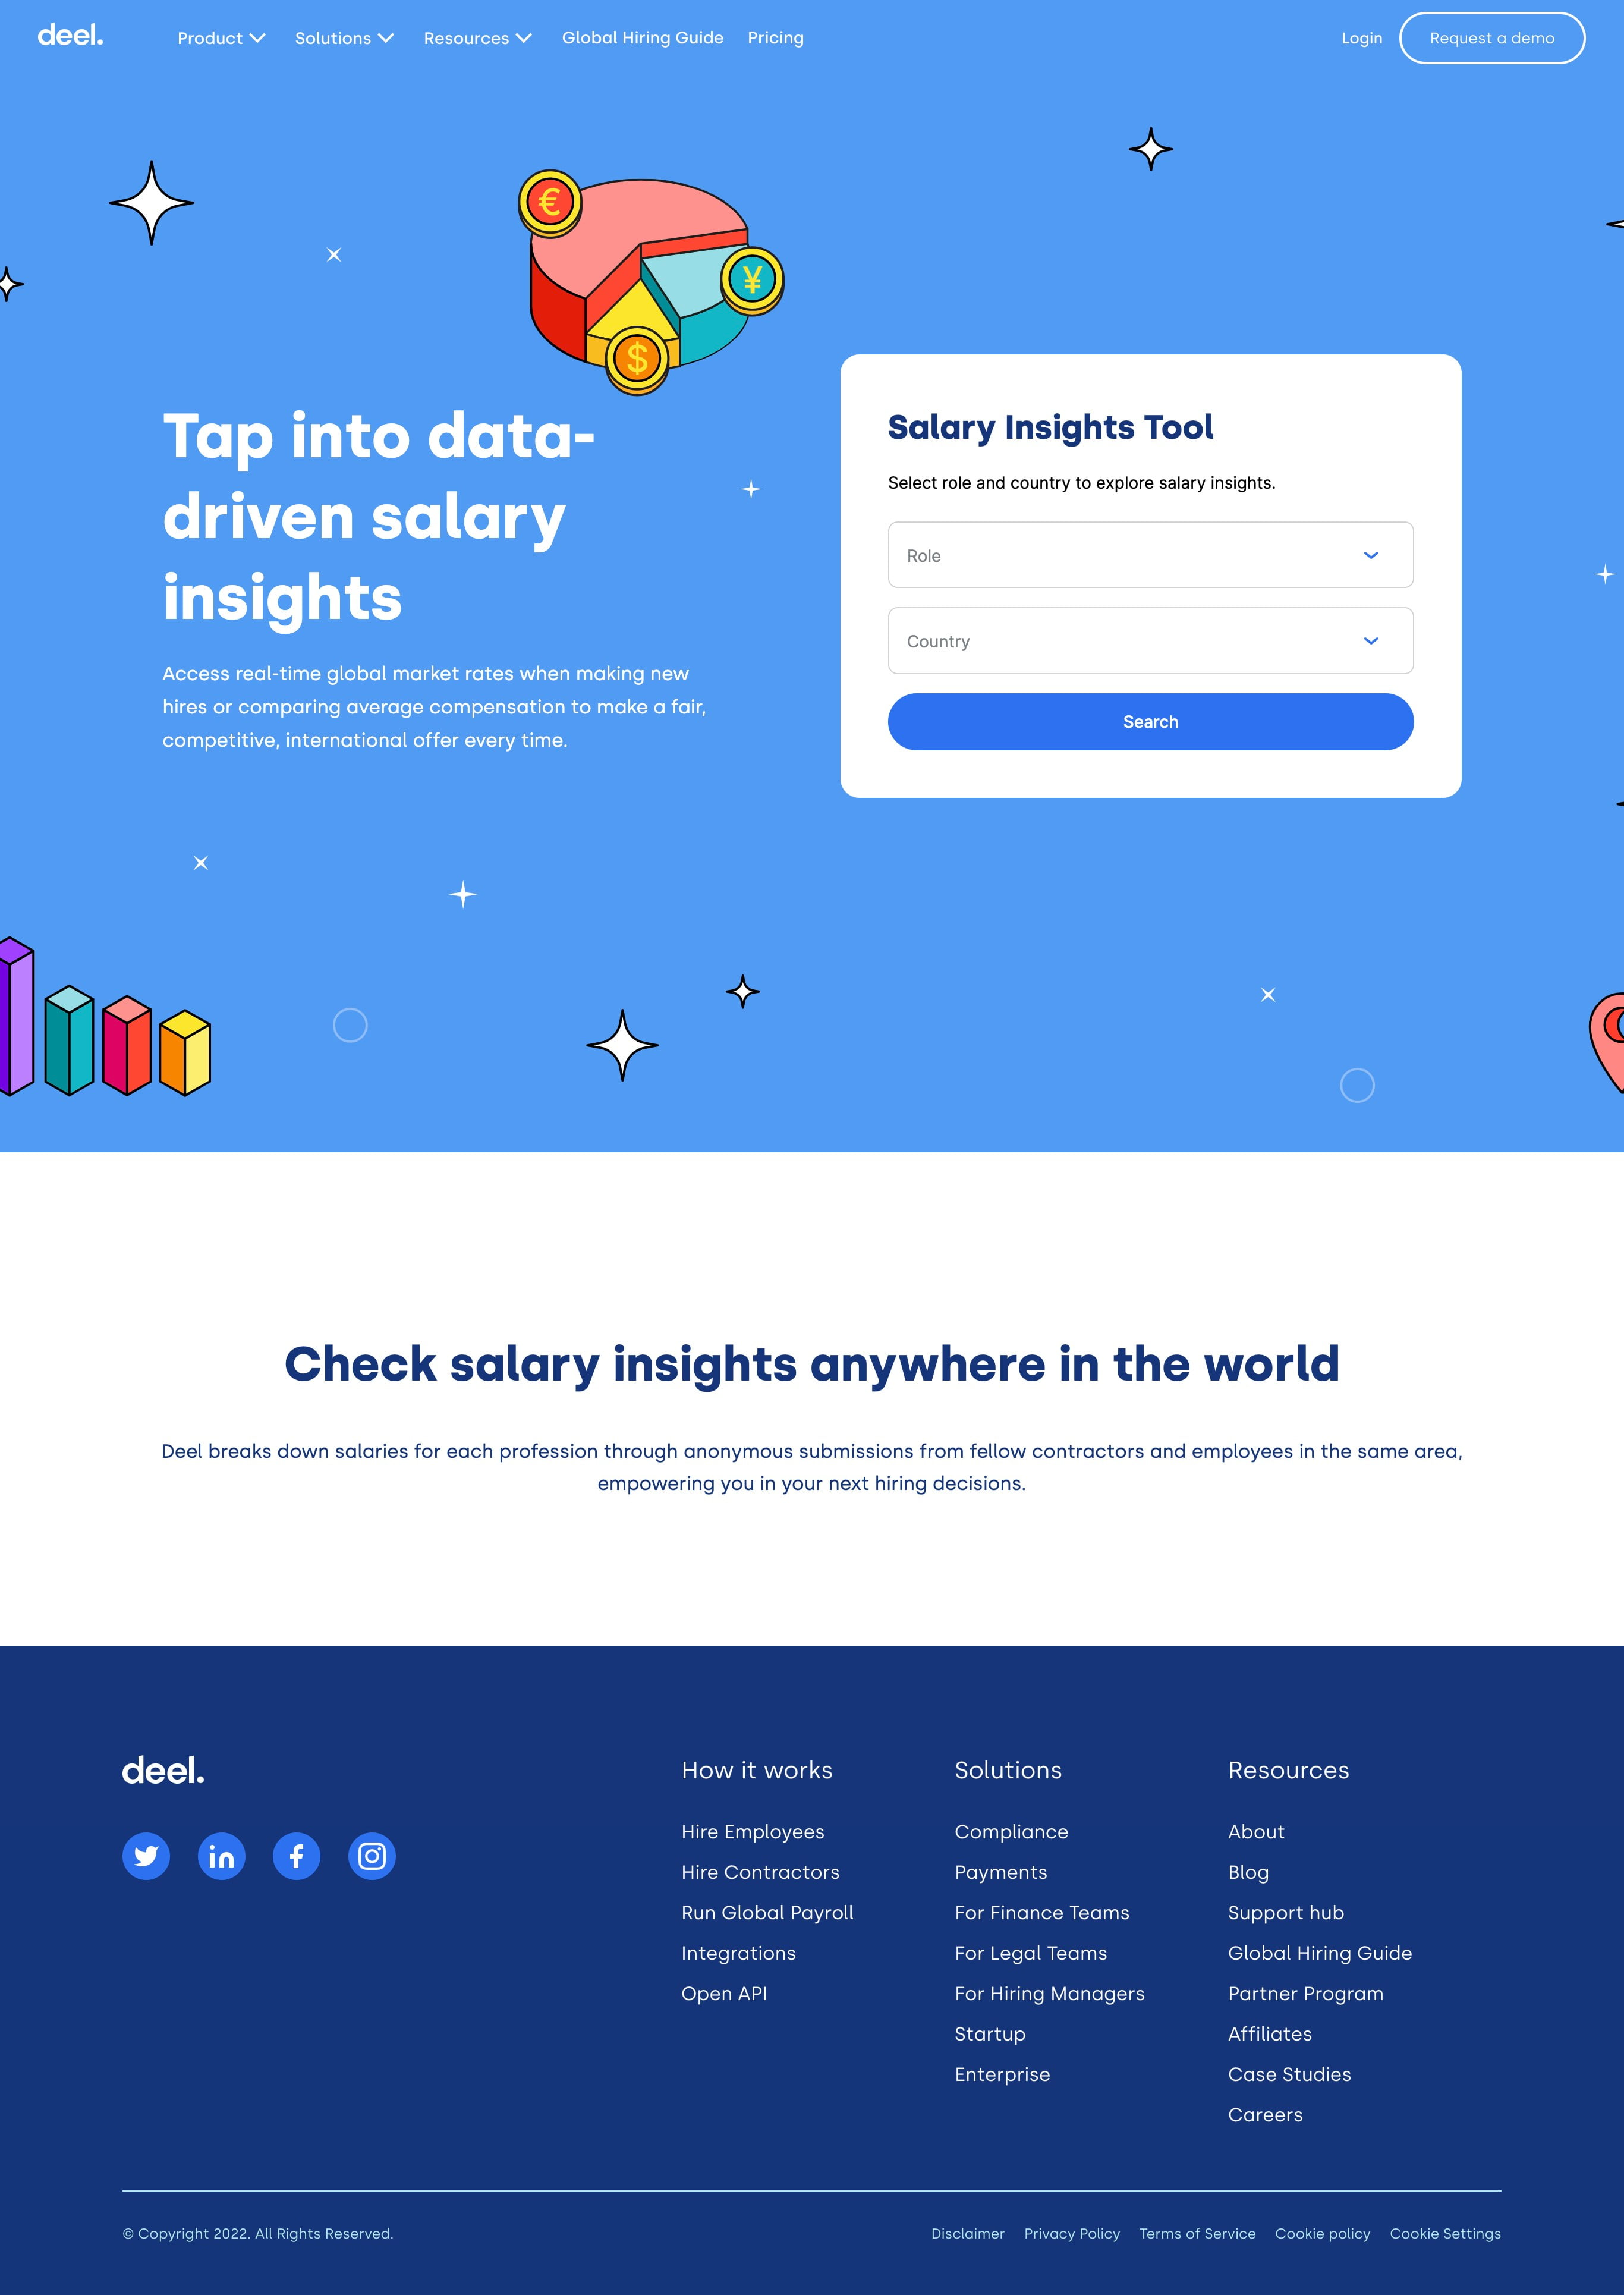 deel.
Product
Solutions
Resources
Global Hiring Guide
Pricing
Login
Request a demo
€
¥
$
Tap into data-
driven salary
insights
Access real-time global market rates when making new
hires or comparing average compensation to make a fair,
competitive, international offer every time.
Salary Insights Tool
Select role and country to explore salary insights.
Role
Country
Search
Check salary insights anywhere in the world
Deel breaks down salaries for each profession through anonymous submissions from fellow contractors and employees in the same area,
empowering you in your next hiring decisions.
deel.
How it works
Hire Employees
Hire Contractors
Run Global Payroll
Integrations
Open API
Solutions
Compliance
Payments
For Finance Teams
For Legal Teams
For Hiring Managers
Startup
Enterprise
Resources
About
Blog
Support hub
Global Hiring Guide
Partner Program
Affiliates
Case Studies
Careers
© Copyright 2022. All Rights Reserved.
Disclaimer
Privacy Policy
Terms of Service
Cookie policy
Cookie Settings